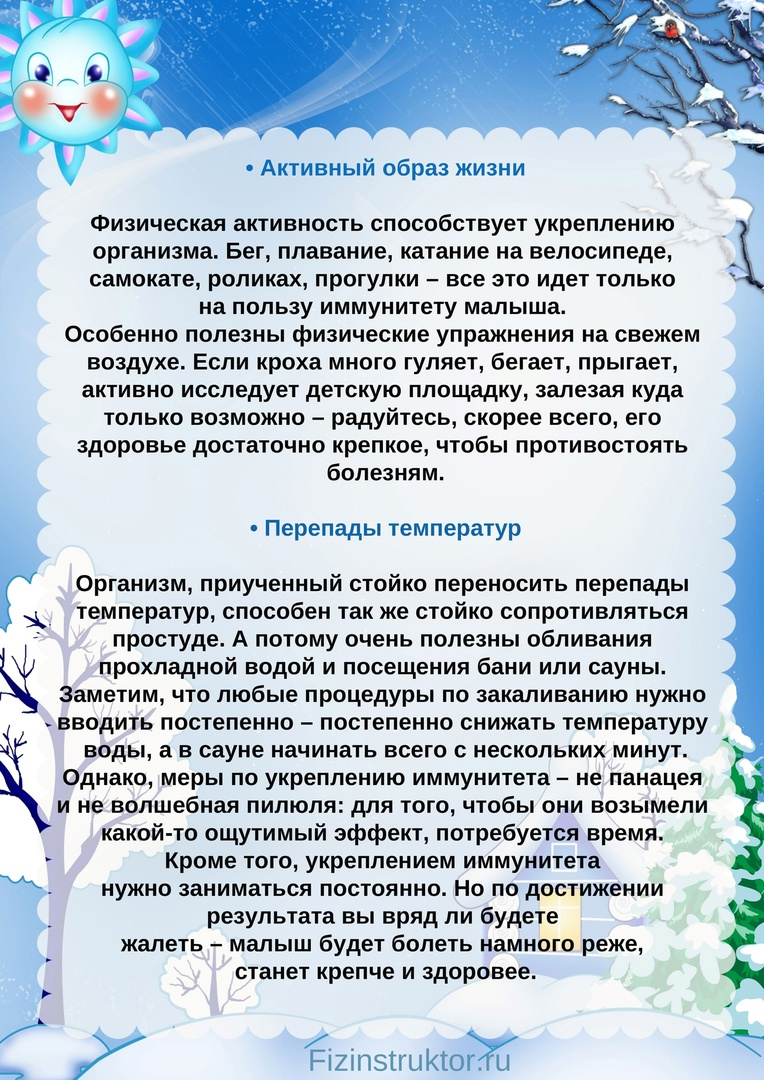 • Активный образ жизни
Физическая активность способствует укреплению
организма. Бег, плавание, катание на велосипеде,
самокате, роликах, прогулки – все это идет только
на пользу иммунитету малыша.
Особенно полезны физические упражнения на свежем
воздухе. Если кроха много гуляет, бегает, прыгает,
активно исследует детскую площадку, залезая куда
только возможно – радуйтесь, скорее всего, его
здоровье достаточно крепкое, чтобы противостоять
болезням.
• Перепады температур
Организм, приученный стойко переносить перепады
температур, способен так же стойко сопротивляться
простуде. А потому очень полезны обливания
прохладной водой и посещения бани или сауны.
Заметим, что любые процедуры по закаливанию нужно
вводить постепенно – постепенно снижать температуру
воды, а в сауне начинать всего с нескольких минут.
Однако, меры по укреплению иммунитета – не панацея
и не волшебная пилюля: для того, чтобы они возымели
какой-то ощутимый эффект, потребуется время.
Кроме того, укреплением иммунитета
нужно заниматься постоянно. Но по достижении
результата вы вряд ли будете
жалеть – малыш будет болеть намного реже,
станет крепче и здоровее.
Fizinstruktor.ru